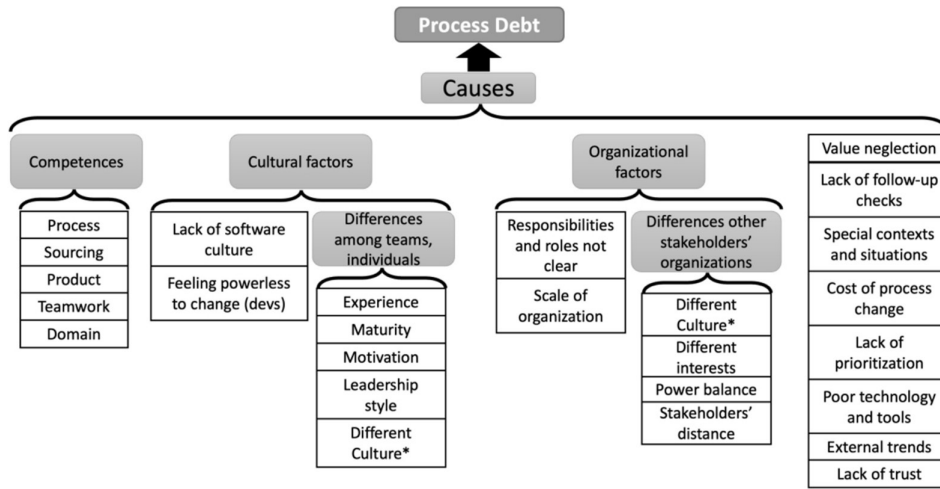 Process Debt
Causes
Competences
Process
Sourcing
Product
Teamwork
Domain
Cultural factors
Lack of software
culture
Feeling powerless
to change (devs)
Differences
among teams,
individuals
Experience
Maturity
Motivation
Leadership
style
Different
Culture*
Organizational
factors
Responsibilities
and roles not
clear
Scale of
organization
Differences other
stakeholders'
organizations
Different
Culture*
Different
interests
Power balance
Stakeholders'
distance
Value neglection
Lack of follow-up
checks
Special contexts
and situations
Cost of process
change
Lack of
prioritization
Poor technology
and tools
External trends
Lack of trust